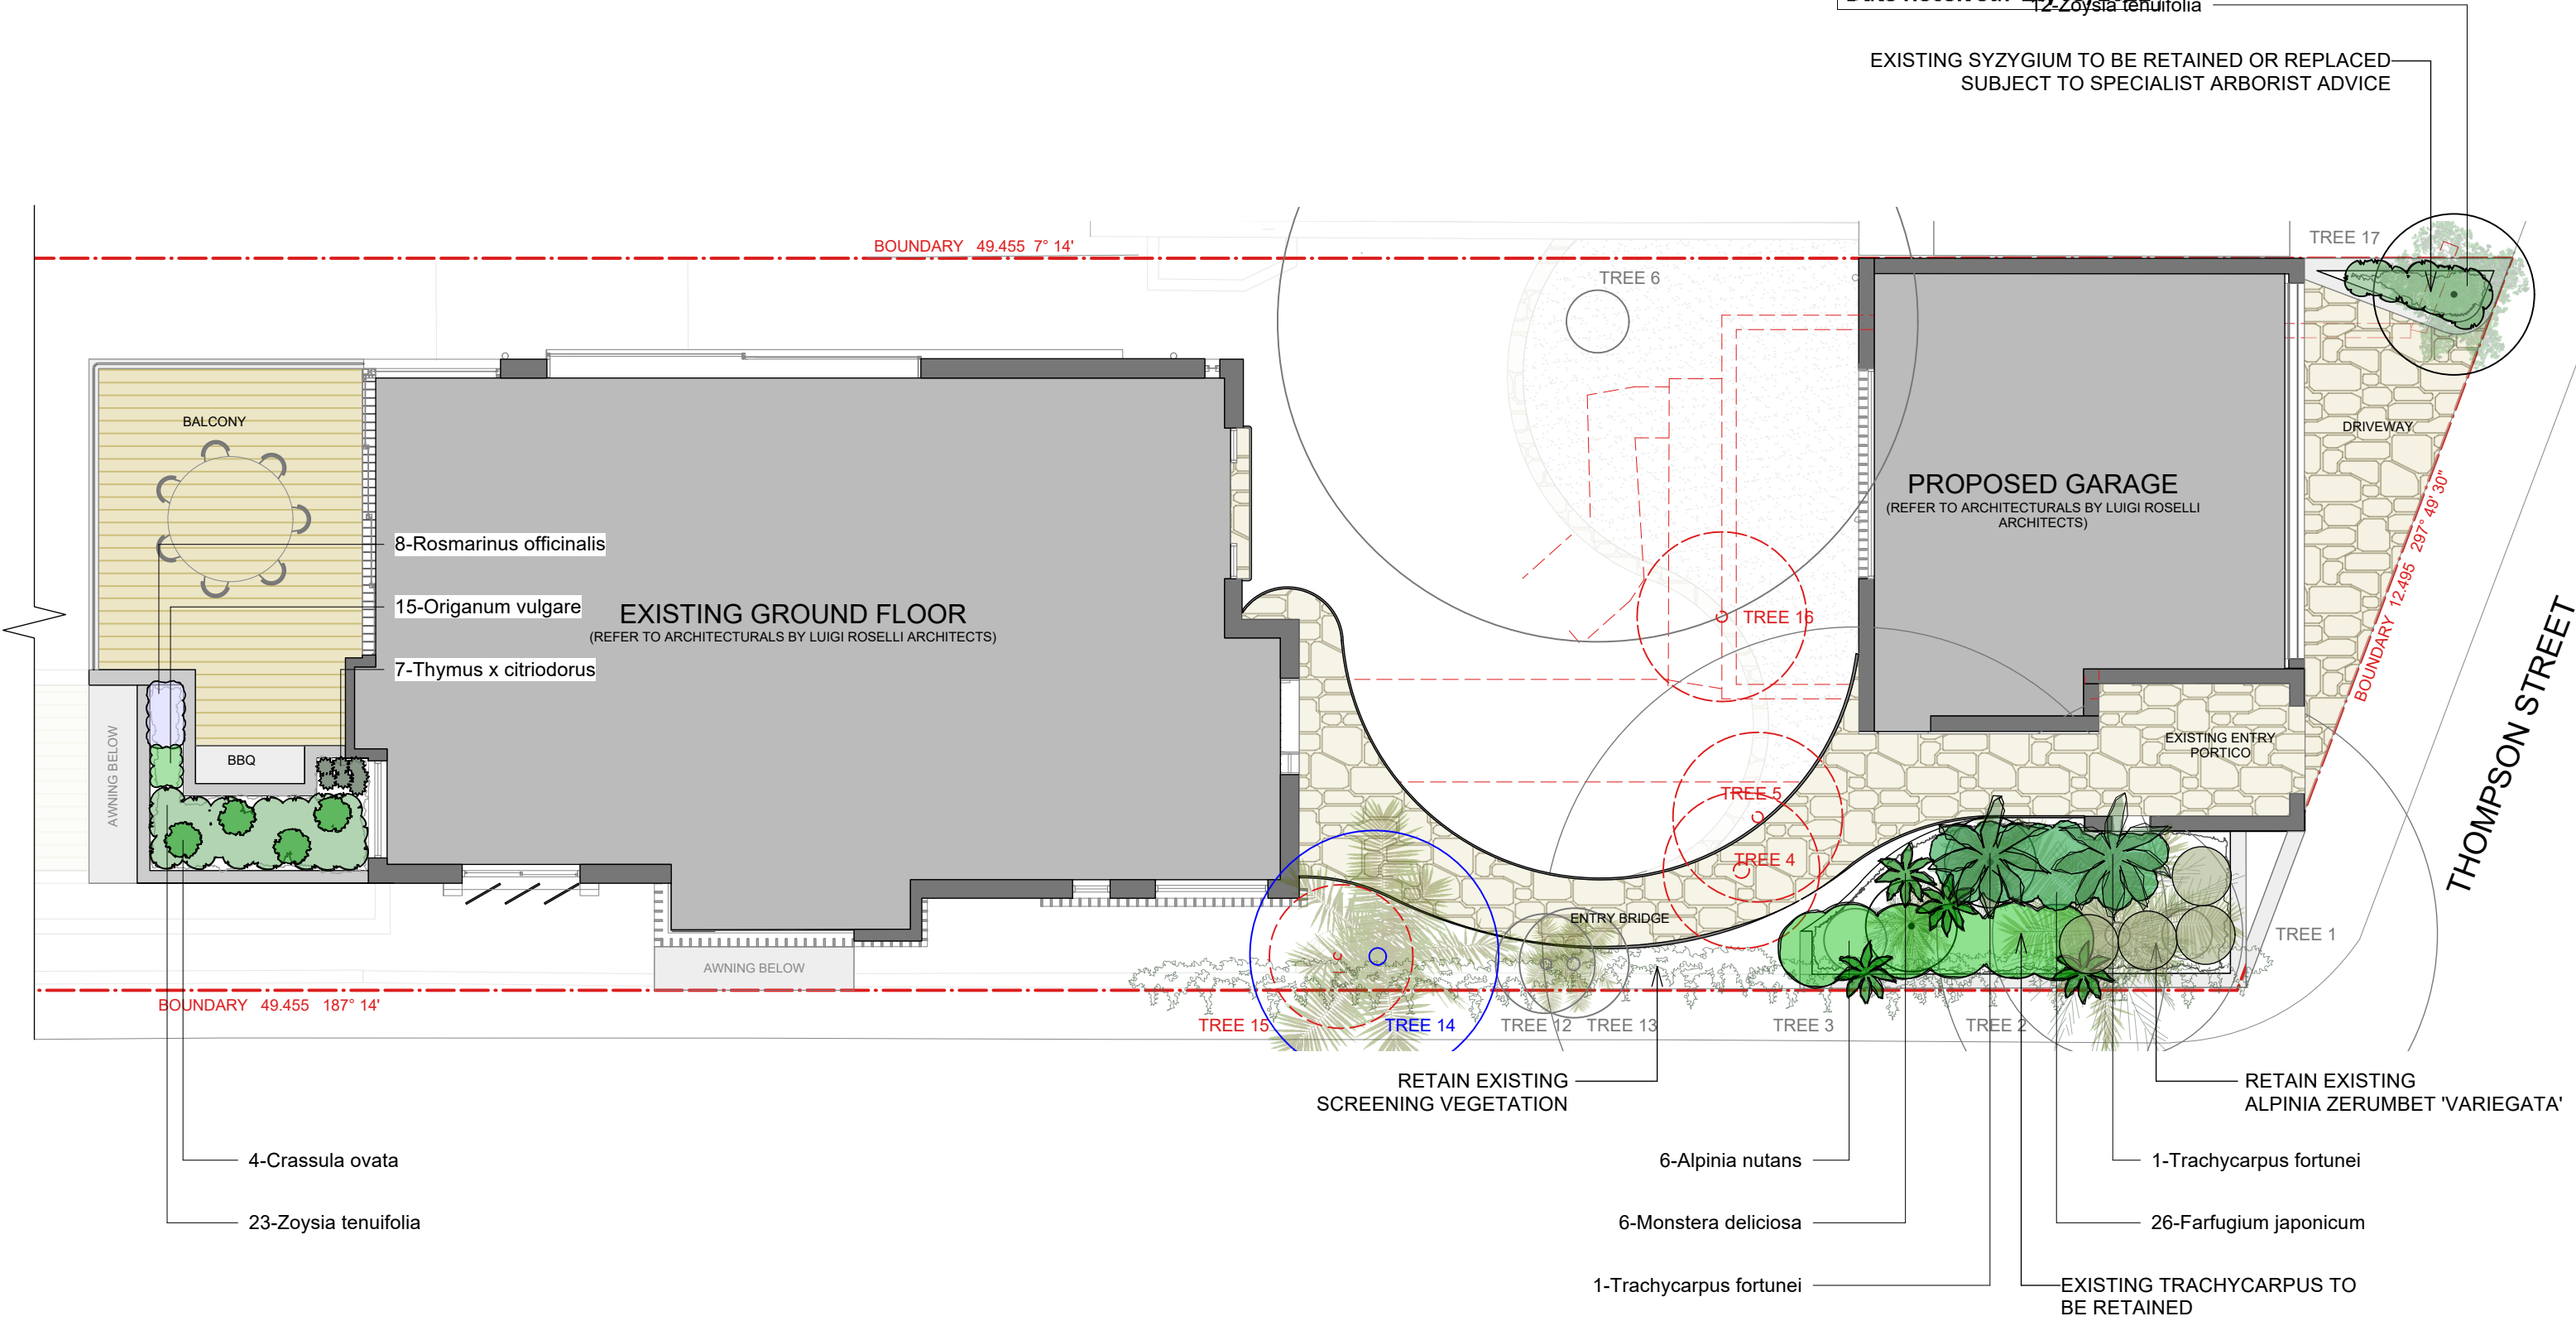 12-Zoysia tenuifolia
EXISTING SYZYGIUM TO BE RETAINED OR REPLACED
SUBJECT TO SPECIALIST ARBORIST ADVICE
TREE 17
BOUNDARY 49.455 7° 14'
TREE 6
BALCONY
DRIVEWAY
PROPOSED GARAGE
(REFER TO ARCHITECTURALS BY LUIGI ROSELLI
ARCHITECTS)
BOUNDARY 12.495 297° 49' 30"
8-Rosmarinus officinalis
15-Origanum vulgare
EXISTING GROUND FLOOR
(REFER TO ARCHITECTURALS BY LUIGI ROSELLI ARCHITECTS)
TREE 16
7-Thymus x citriodorus
THOMPSON STREET
AWNING BELOW
BBQ
EXISTING ENTRY
PORTICO
TREE 5
TREE 4
ENTRY BRIDGE
TREE 1
AWNING BELOW
BOUNDARY 49.455 187° 14'
TREE 15
TREE 14
TREE 12
TREE 13
TREE 3
TREE 2
RETAIN EXISTING
SCREENING VEGETATION
RETAIN EXISTING
ALPINIA ZERUMBET 'VARIEGATA'
4-Crassula ovata
6-Alpinia nutans
1-Trachycarpus fortunei
23-Zoysia tenuifolia
6-Monstera deliciosa
26-Farfugium japonicum
1-Trachycarpus fortunei
EXISTING TRACHYCARPUS TO
BE RETAINED